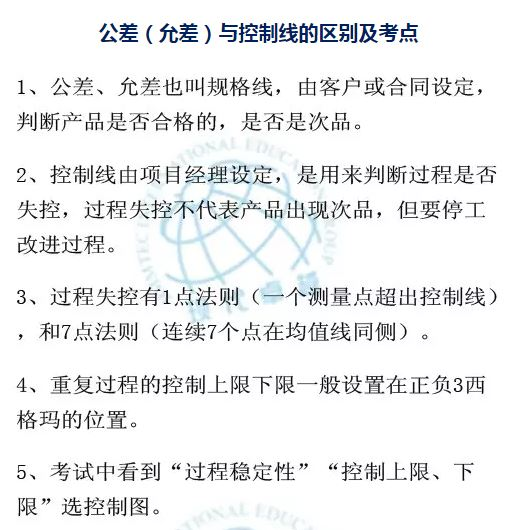 公差（允差）与控制线的区别及考点
1、公差、允差也叫规格线，由客户或合同设定，
判断产品是否合格的，是否是次品。
2、控制线由项目经理设定，是用来判断过程是否
失控，过程失控不代表产品出现次品，但要停工
改进过程。
3、过程失控有1点法则（一个测量点超出控制线）
，和7点法则（连续7个点在均值线同侧）。
4、重复过程的控制上限下限一般设置在正负3西
格玛的位置。
5、考试中看到“过程稳定性”“控制上限、下
限”选控制图。